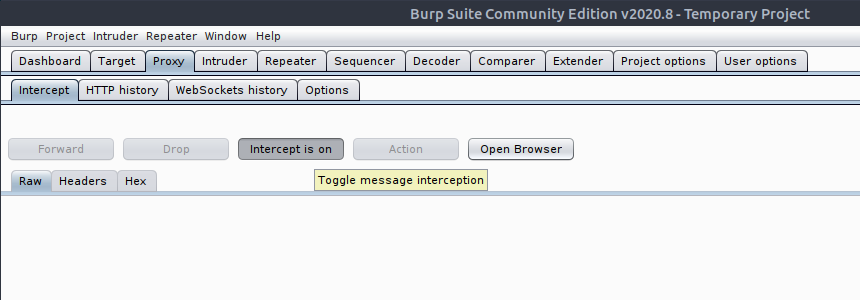 Burp Suite Community Edition v2020.8 - Temporary Project
Burp Project Intruder Repeater Window Help
Dashboard Target Proxy Intruder Repeater Sequencer Decoder Comparer Extender Project options User options
Intercept HTTP history WebSockets history Options
Forward Drop Intercept is on Action Open Browser
Raw Headers Hex
Toggle message interception